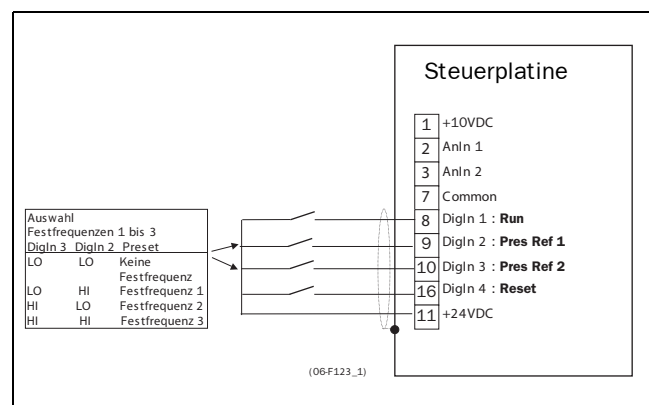 Steuerplatine
1 +10VDC
2 AnIn 1
3 AnIn 2
7 Common
8 DigIn 1 : Run
9 DigIn 2 : Pres Ref 1
10 DigIn 3 : Pres Ref 2
16 DigIn 4 : Reset
11 +24VDC
Auswahl
Festfrequenzen 1 bis 3
DigIn 3 DigIn 2 Preset
LO LO Keine
Festfrequenz
LO HI Festfrequenz 1
HI LO Festfrequenz 2
HI HI Festfrequenz 3
(06-F123_1)